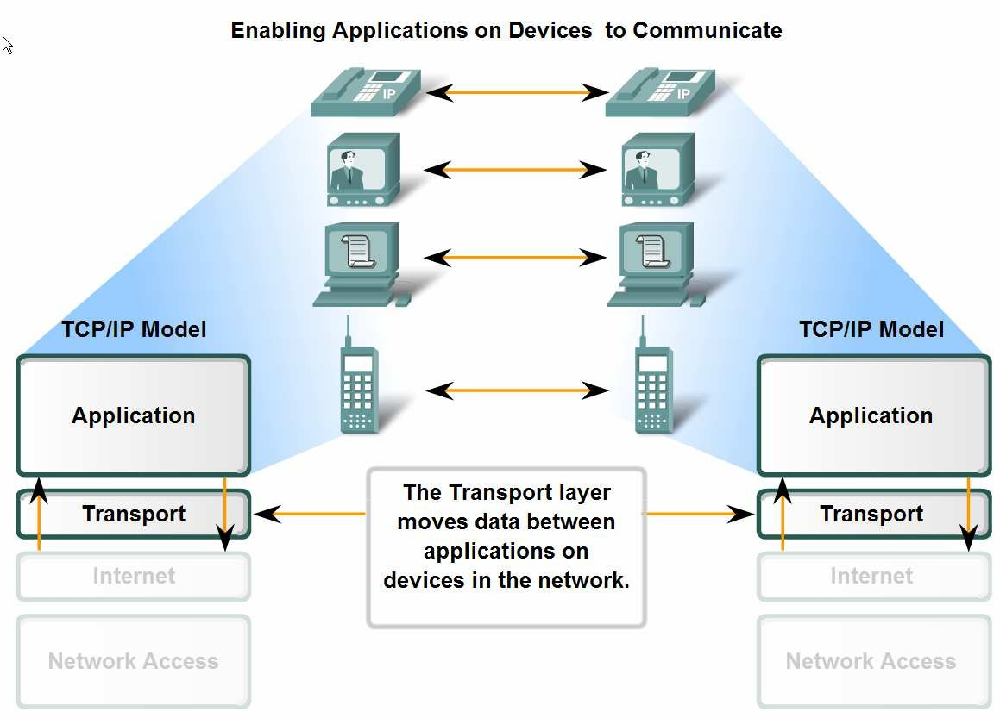 Enabling Applications on Devices to Communicate
IP
IP
TCP/IP Model
TCP/IP Model
Application
Application
The Transport layer
moves data between
applications on
devices in the network.
Transport
Transport
Internet
Internet
Network Access
Network Access